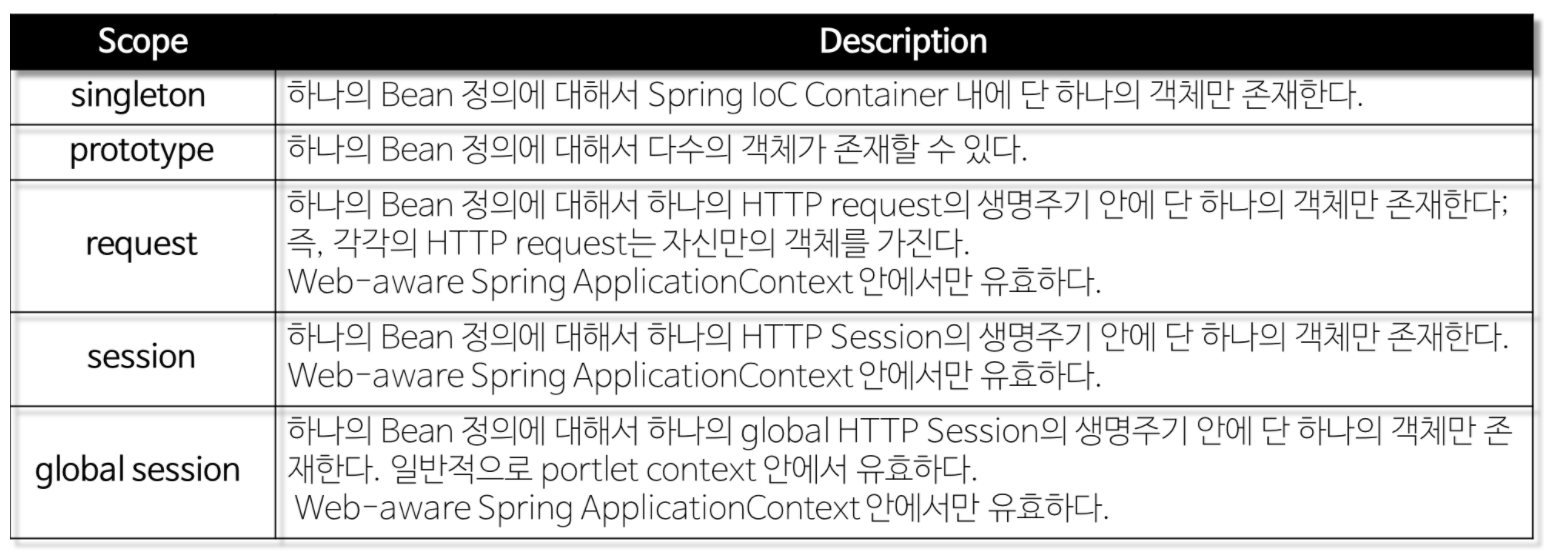 Scope Description
singleton 하나의 Bean 정의에 대해서 Spring IoC Container 내에 단 하나의 객체만 존재한다.
prototype 하나의 Bean 정의에 대해서 다수의 객체가 존재할 수 있다.
request
하나의 Bean 정의에 대해서 하나의 HTTP request의 생명주기 안에 단 하나의 객체만 존재한다;
즉, 각각의 HTTP request는 자신만의 객체를 가진다.
Web-aware Spring ApplicationContext 안에서만 유효하다.
session
하나의 Bean 정의에 대해서 하나의 HTTP Session의 생명주기 안에 단 하나의 객체만 존재한다.
Web-aware Spring ApplicationContext 안에서만 유효하다.
global session
하나의 Bean 정의에 대해서 하나의 global HTTP Session의 생명주기 안에 단 하나의 객체만 존
재한다. 일반적으로 portlet context 안에서 유효하다.
Web-aware Spring ApplicationContext 안에서만 유효하다.